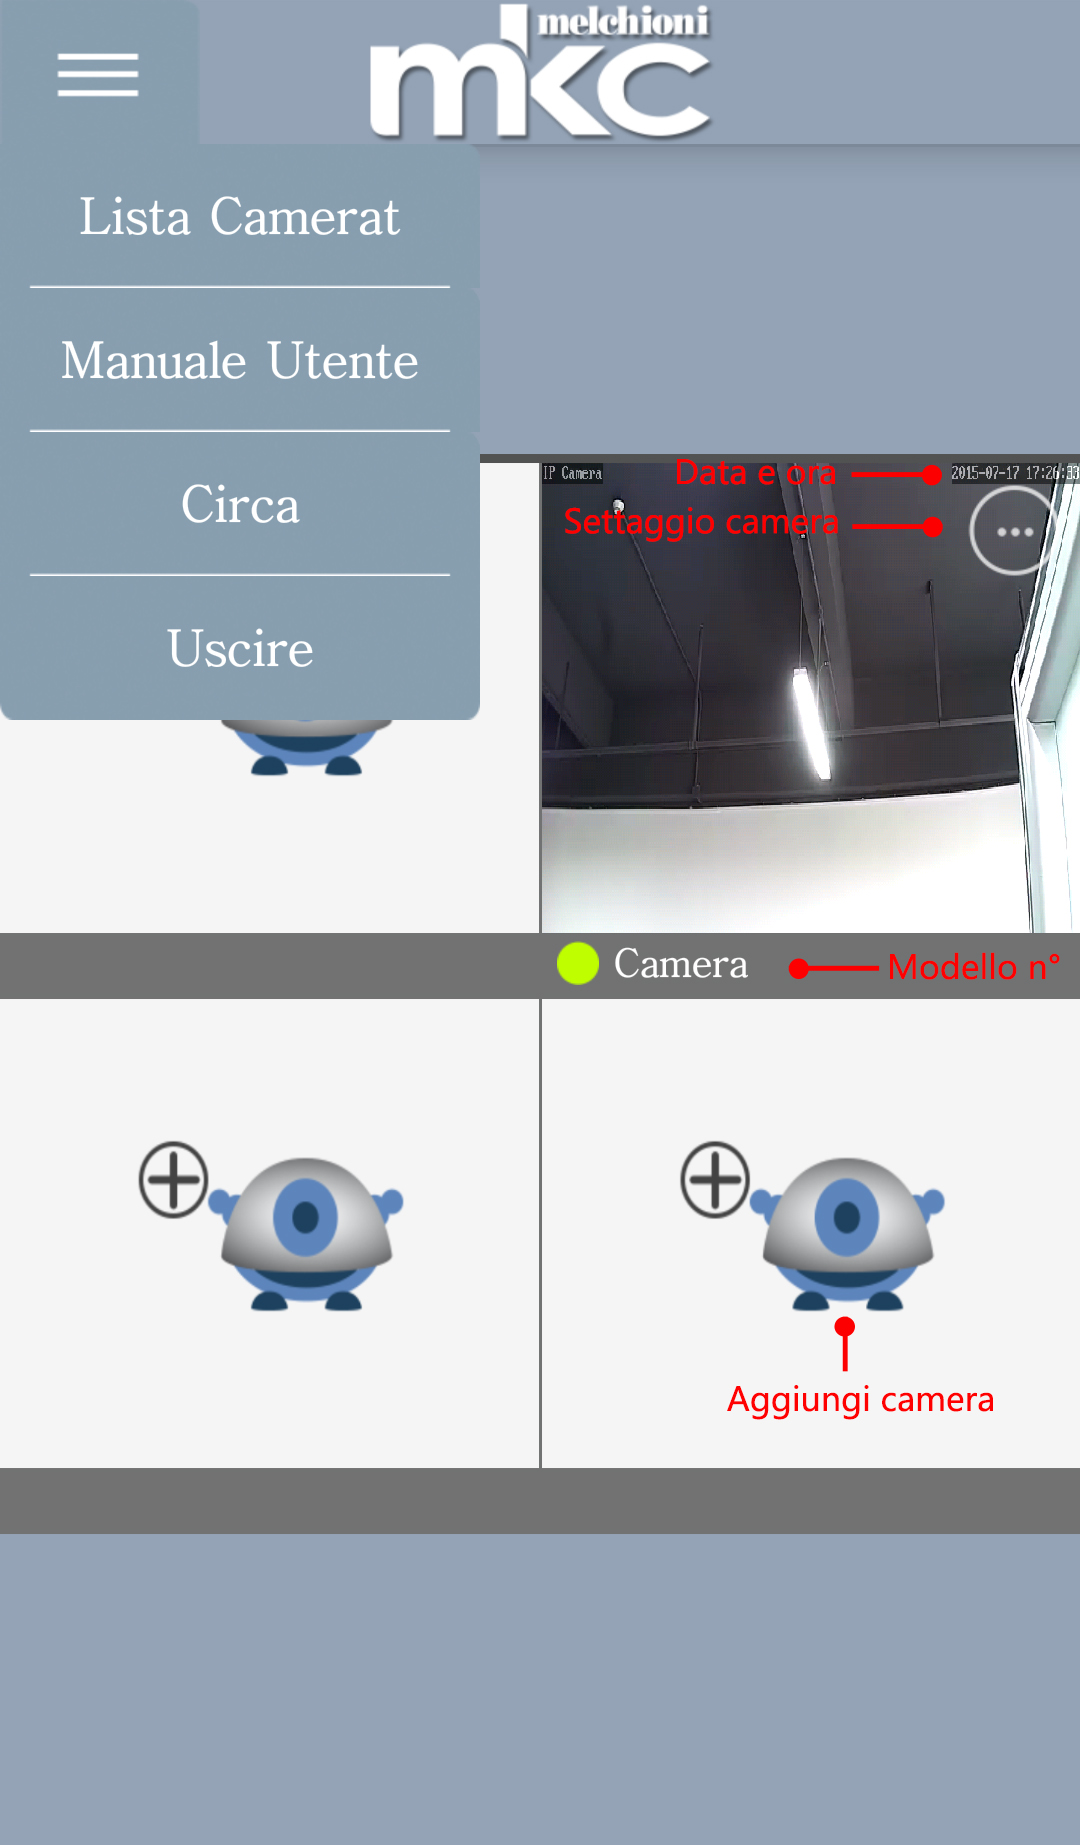 melchioni
mkc
Lista Camerat
Manuale Utente
Circa
Uscire
IP Camera
Data e ora
2015-07-17 17:26:33
Settaggio camera
Camera
Modello n°
Aggiungi camera